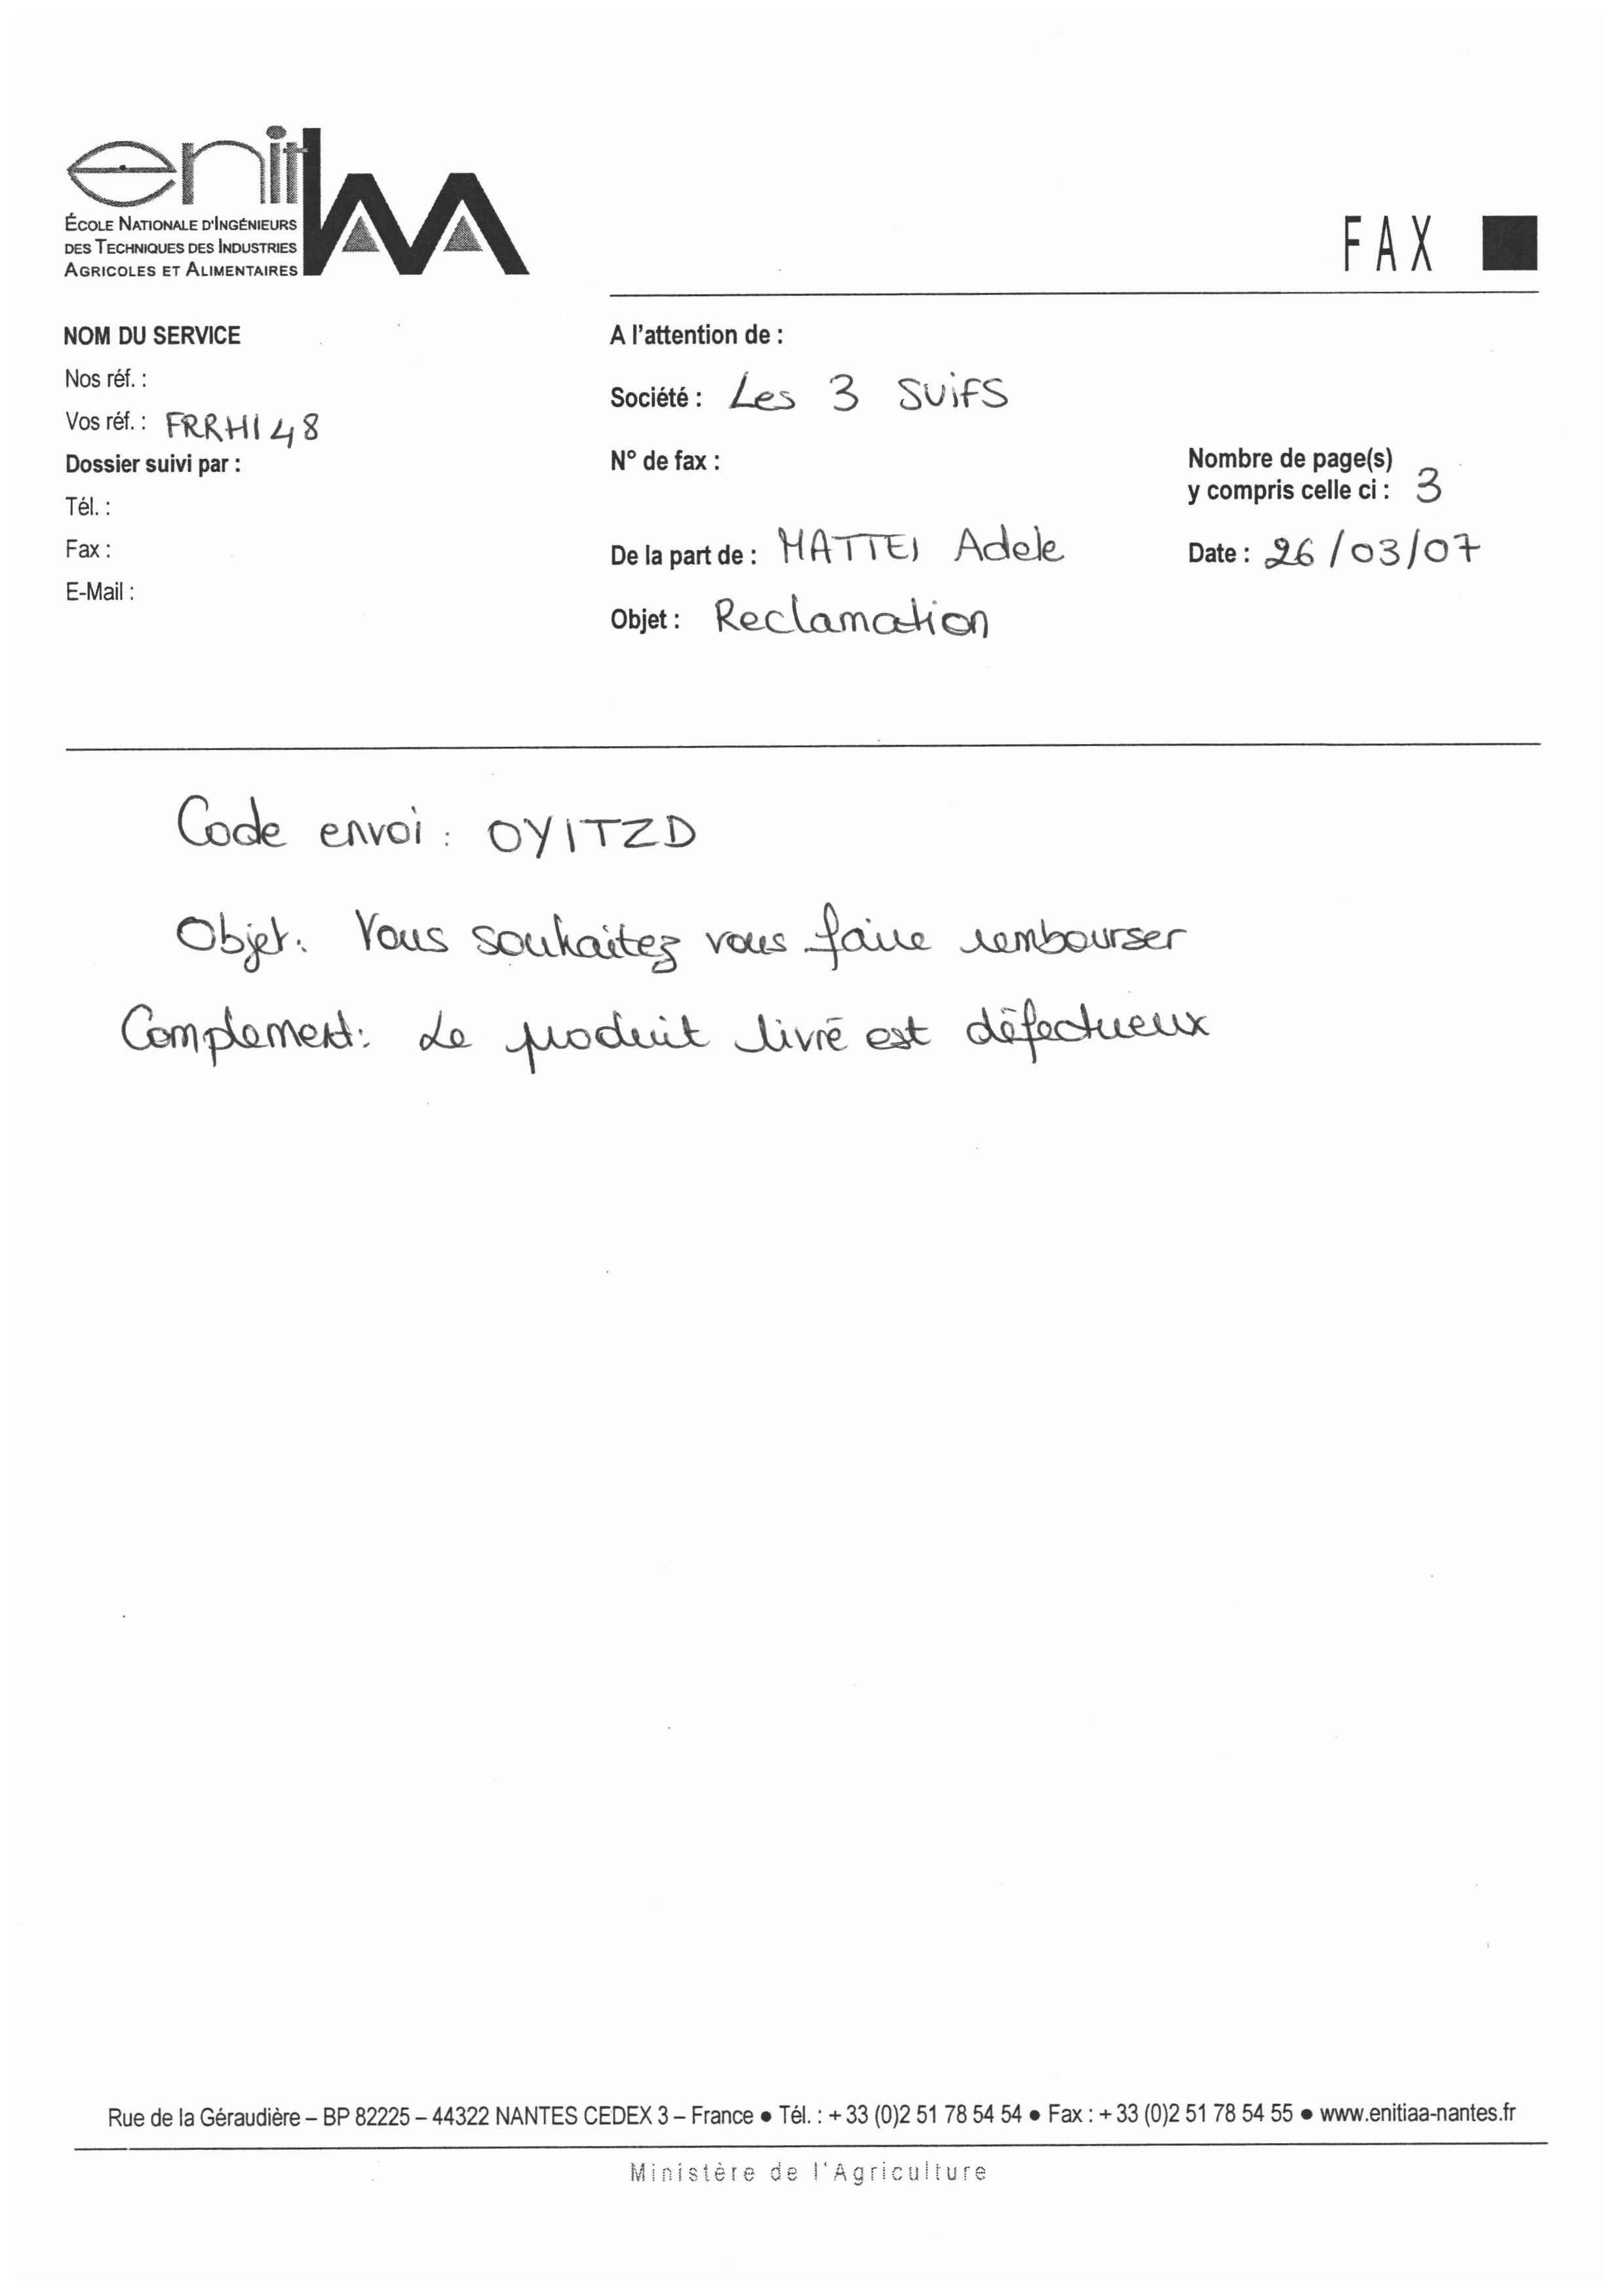 enitiAA
ÉCOLE NATIONALE D'INGÉNIEURS
DES TECHNIQUES DES INDUSTRIES
AGRICOLES ET ALIMENTAIRES
FAX
NOM DU SERVICE
Nos réf. :
Vos réf. : FRRHI48
Dossier suivi par :
Tél. :
Fax :
E-Mail :
A l'attention de :
Société : Les 3 SUifS
N° de fax :
Nombre de page(s)
y compris celle ci : 3
De la part de : MATTEI Adele
Date : 26/03/07
Objet : Reclamation
Code envoi : OYITZD
Objet : Vous souhaitez vous faire rembourser
Complement : Le produit livré est défectueux
Rue de la Géraudière – BP 82225 – 44322 NANTES CEDEX 3 – France ● Tél. : + 33 (0)2 51 78 54 54 ● Fax : + 33 (0)2 51 78 54 55 ● www.enitiaa-nantes.fr
Ministère de l'Agriculture